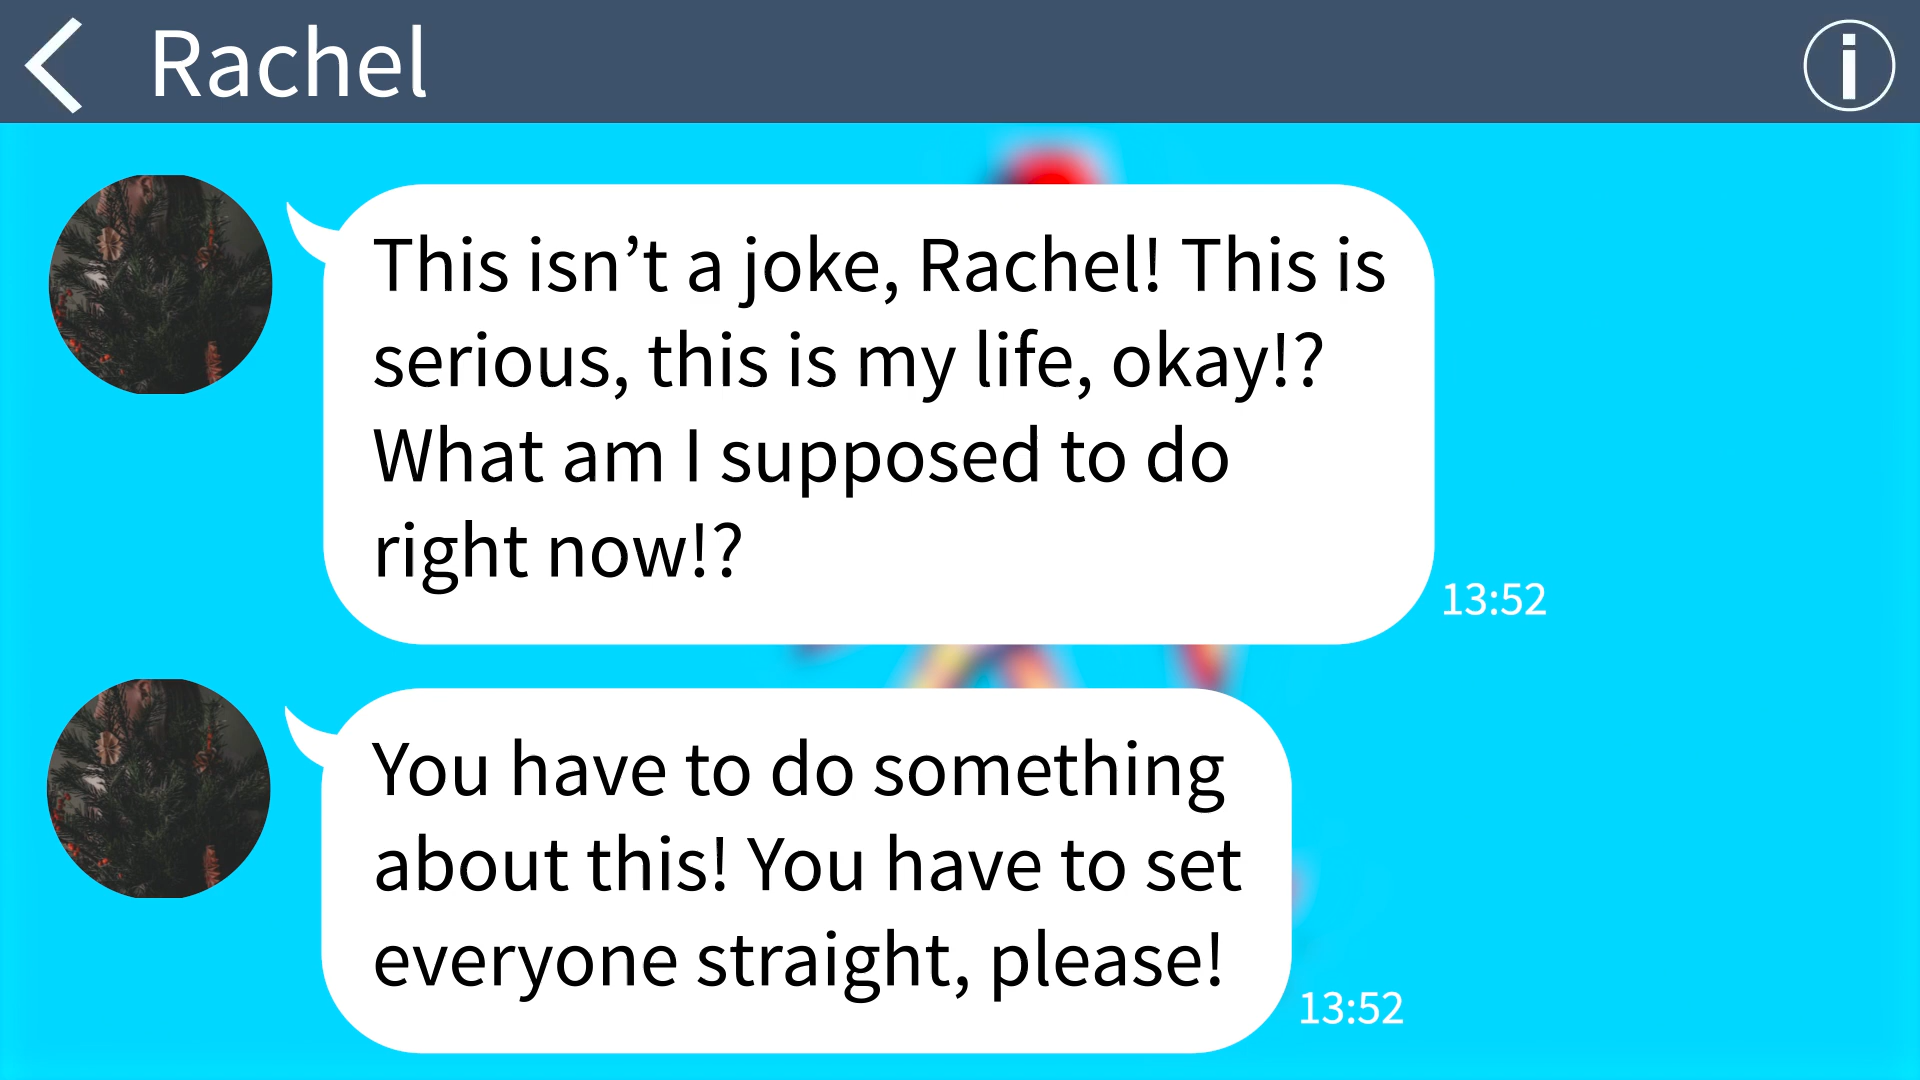 Rachel
This isn’t a joke, Rachel! This is
serious, this is my life, okay!?
What am I supposed to do
right now!?
13:52
You have to do something
about this! You have to set
everyone straight, please!
13:52